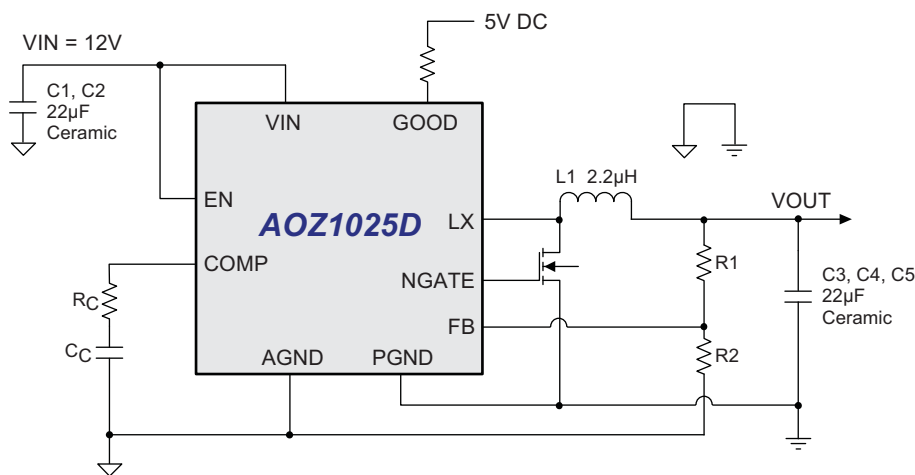 5V DC
VIN = 12V
C1, C2
22µF
Ceramic
VIN
GOOD
L1 2.2µH
VOUT
EN
AOZ1025D
LX
R1
COMP
NGATE
C3, C4, C5
22µF
Ceramic
RC
FB
CC
AGND
PGND
R2